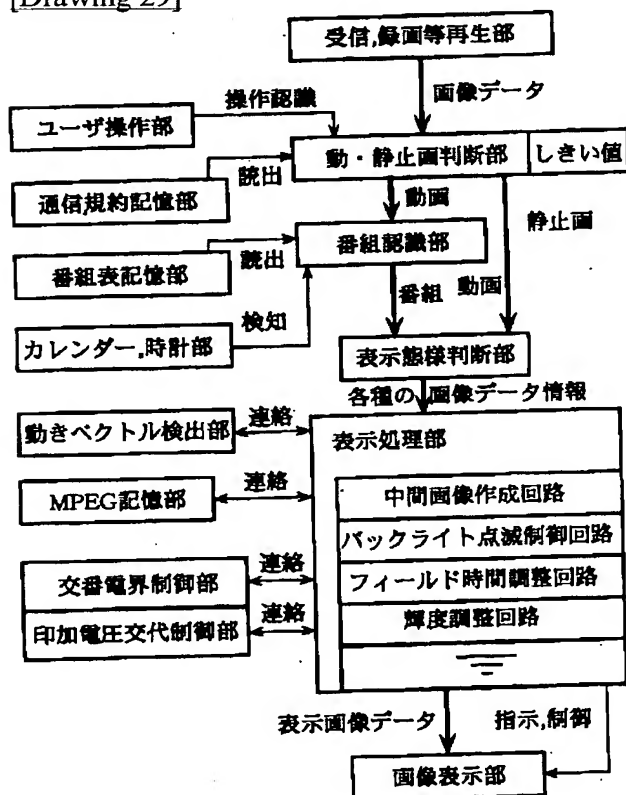 [Drawing 29]
受信,録画等再生部
画像データ
操作認識
ユーザ操作部
動・静止画判断部
しきい値
読出
通信規約記憶部
動画
静止画
番組認識部
読出
番組表記憶部
番組
動画
検知
カレンダー,時計部
表示態様判断部
各種の画像データ情報
動きベクトル検出部
連絡
表示処理部
連絡
MPEG記憶部
中間画像作成回路
バックライト点滅制御回路
連絡
交番電界制御部
フィールド時間調整回路
連絡
印加電圧交代制御部
輝度調整回路
表示画像データ
指示,制御
画像表示部